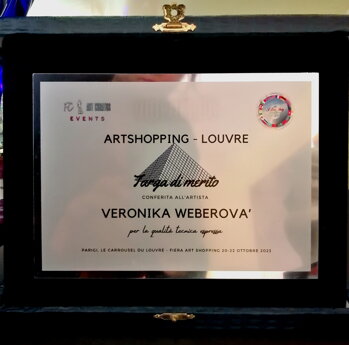 EVENTS
ARTSHOPPING - LOUVRE
Targa di merito
CONFERITA ALL'ARTISTA
VERONIKA WEBEROVA'
per la qualità tecnica espressa
PARIGI, LE CARROUSEL DU LOUVRE - FIERA ART SHOPPING 20-22 OTTOBRE 2023